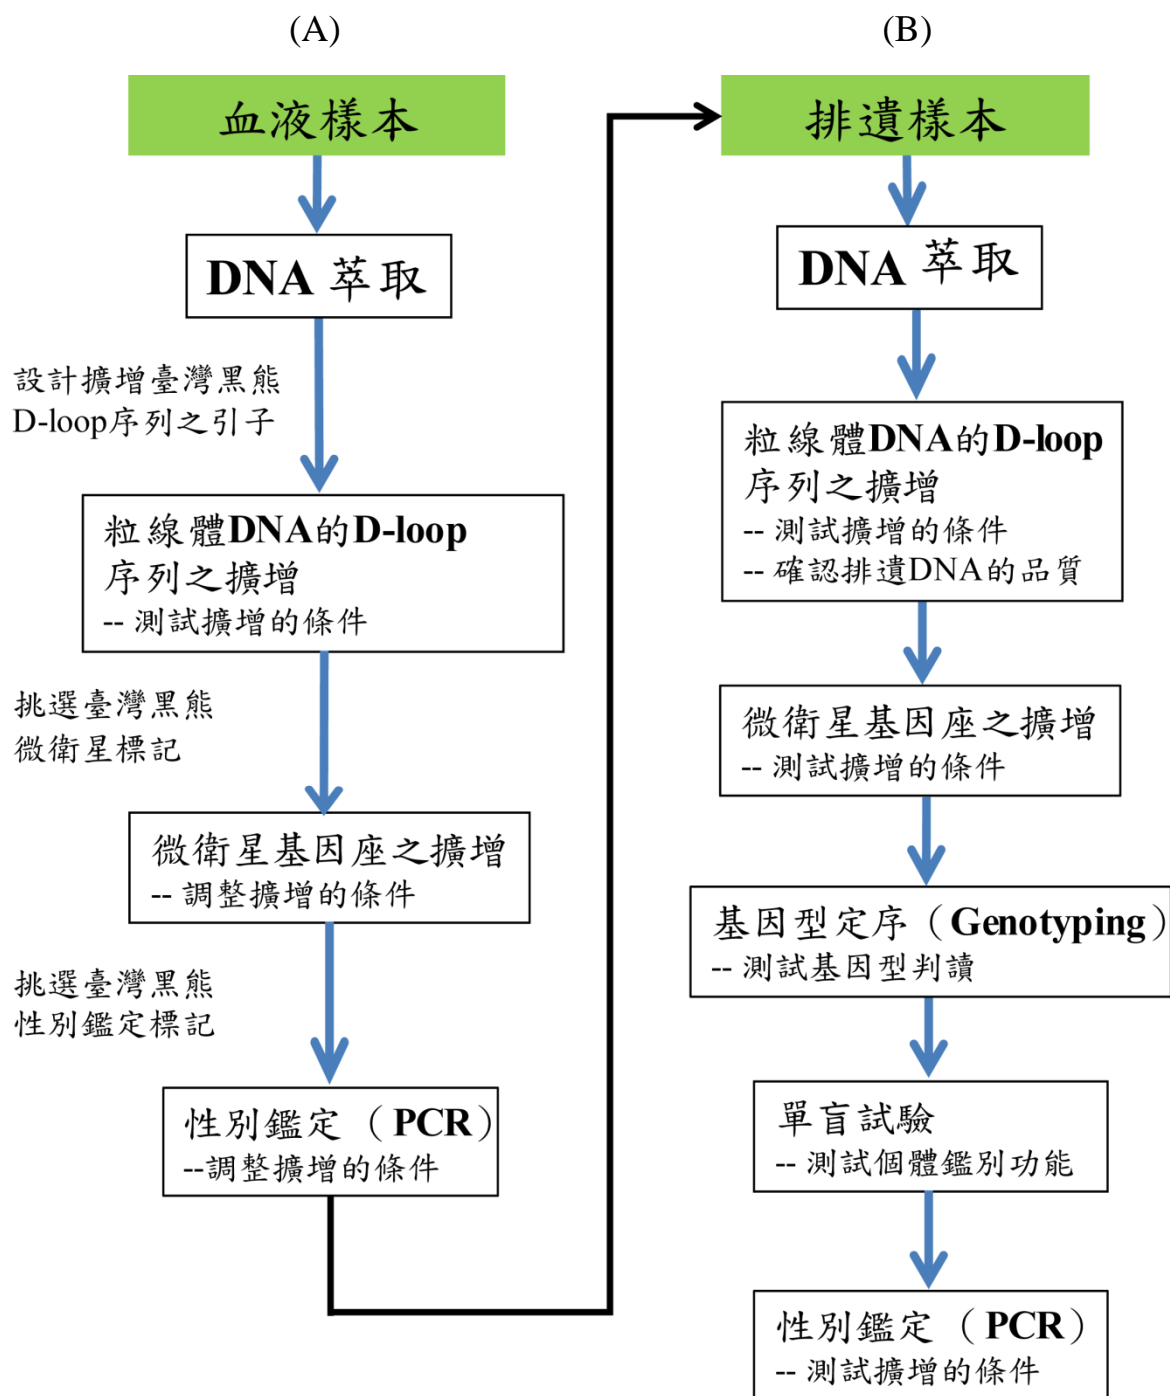 (A)
血液樣本
DNA 萃取
設計擴增臺灣黑熊
D-loop序列之引子
粒線體DNA的D-loop
序列之擴增
-- 測試擴增的條件
挑選臺灣黑熊
微衛星標記
微衛星基因座之擴增
-- 調整擴增的條件
挑選臺灣黑熊
性別鑑定標記
性別鑑定（PCR）
--調整擴增的條件
(B)
排遺樣本
DNA 萃取
粒線體DNA的D-loop
序列之擴增
-- 測試擴增的條件
-- 確認排遺DNA的品質
微衛星基因座之擴增
-- 測試擴增的條件
基因型定序（Genotyping）
-- 測試基因型判讀
單盲試驗
-- 測試個體鑑別功能
性別鑑定（PCR）
-- 測試擴增的條件